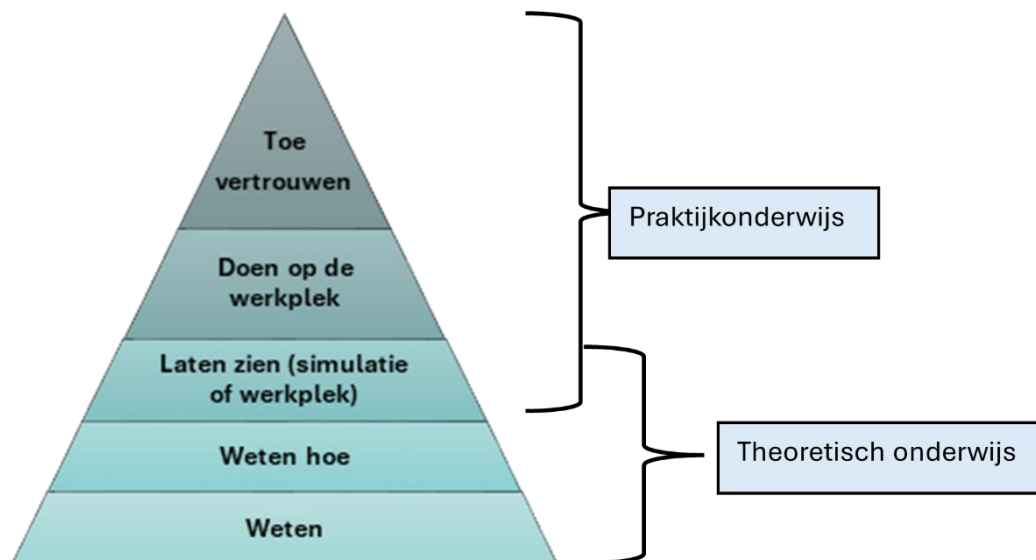 Toe
vertrouwen
Praktijkonderwijs
Doen op de
werkplek
Laten zien (simulatie
of werkplek)
Weten hoe
Theoretisch onderwijs
Weten